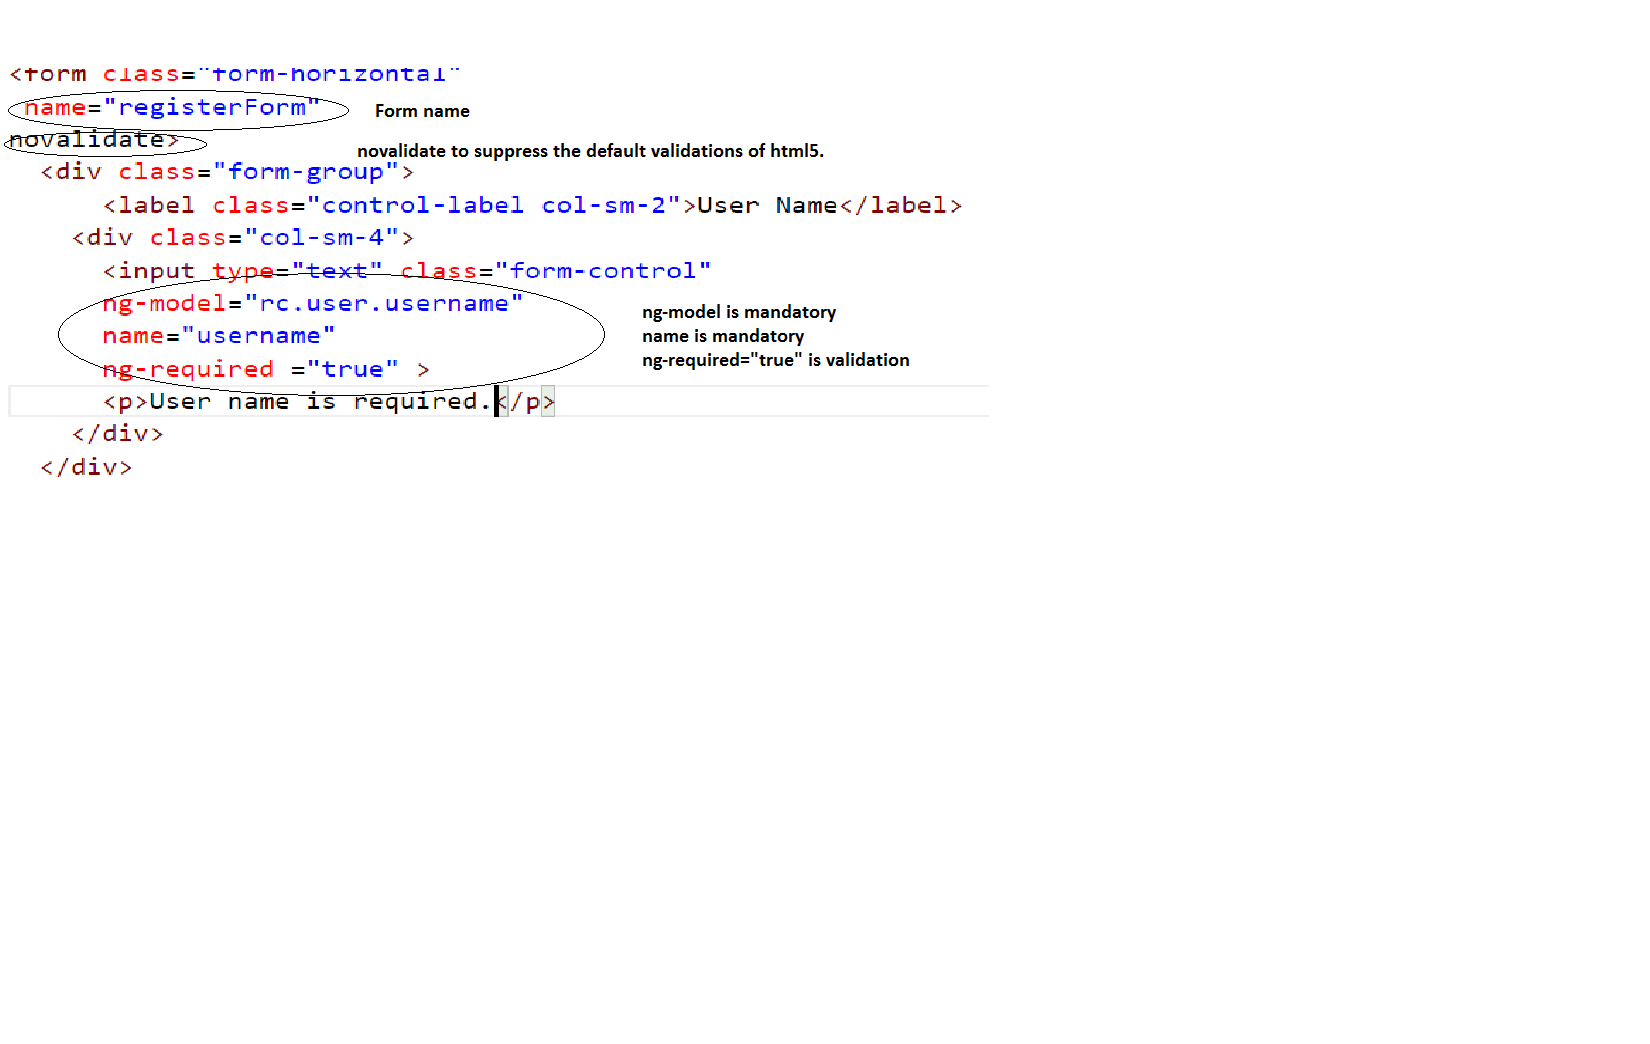 <form class="form-horizontal"
name="registerForm"
Form name
novalidate>
novalidate to suppress the default validations of html5.
<div class="form-group">
<label class="control-label col-sm-2">User Name</label>
<div class="col-sm-4">
<input type="text" class="form-control"
ng-model="rc.user.username"
name="username"
ng-required ="true" >
ng-model is mandatory
name is mandatory
ng-required="true" is validation
<p>User name is required.</p>
</div>
</div>